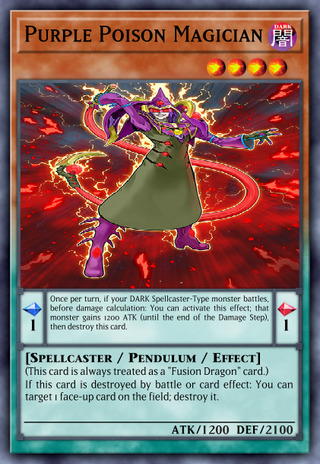 Purple Poison Magician
DARK
闇
Once per turn, if your DARK Spellcaster-Type monster battles,
before damage calculation: You can activate this effect; that
monster gains 1200 ATK (until the end of the Damage Step),
then destroy this card.
1
1
[Spellcaster / Pendulum / Effect]
(This card is always treated as a "Fusion Dragon" card.)
If this card is destroyed by battle or card effect: You can
target 1 face-up card on the field; destroy it.
ATK/1200 DEF/2100